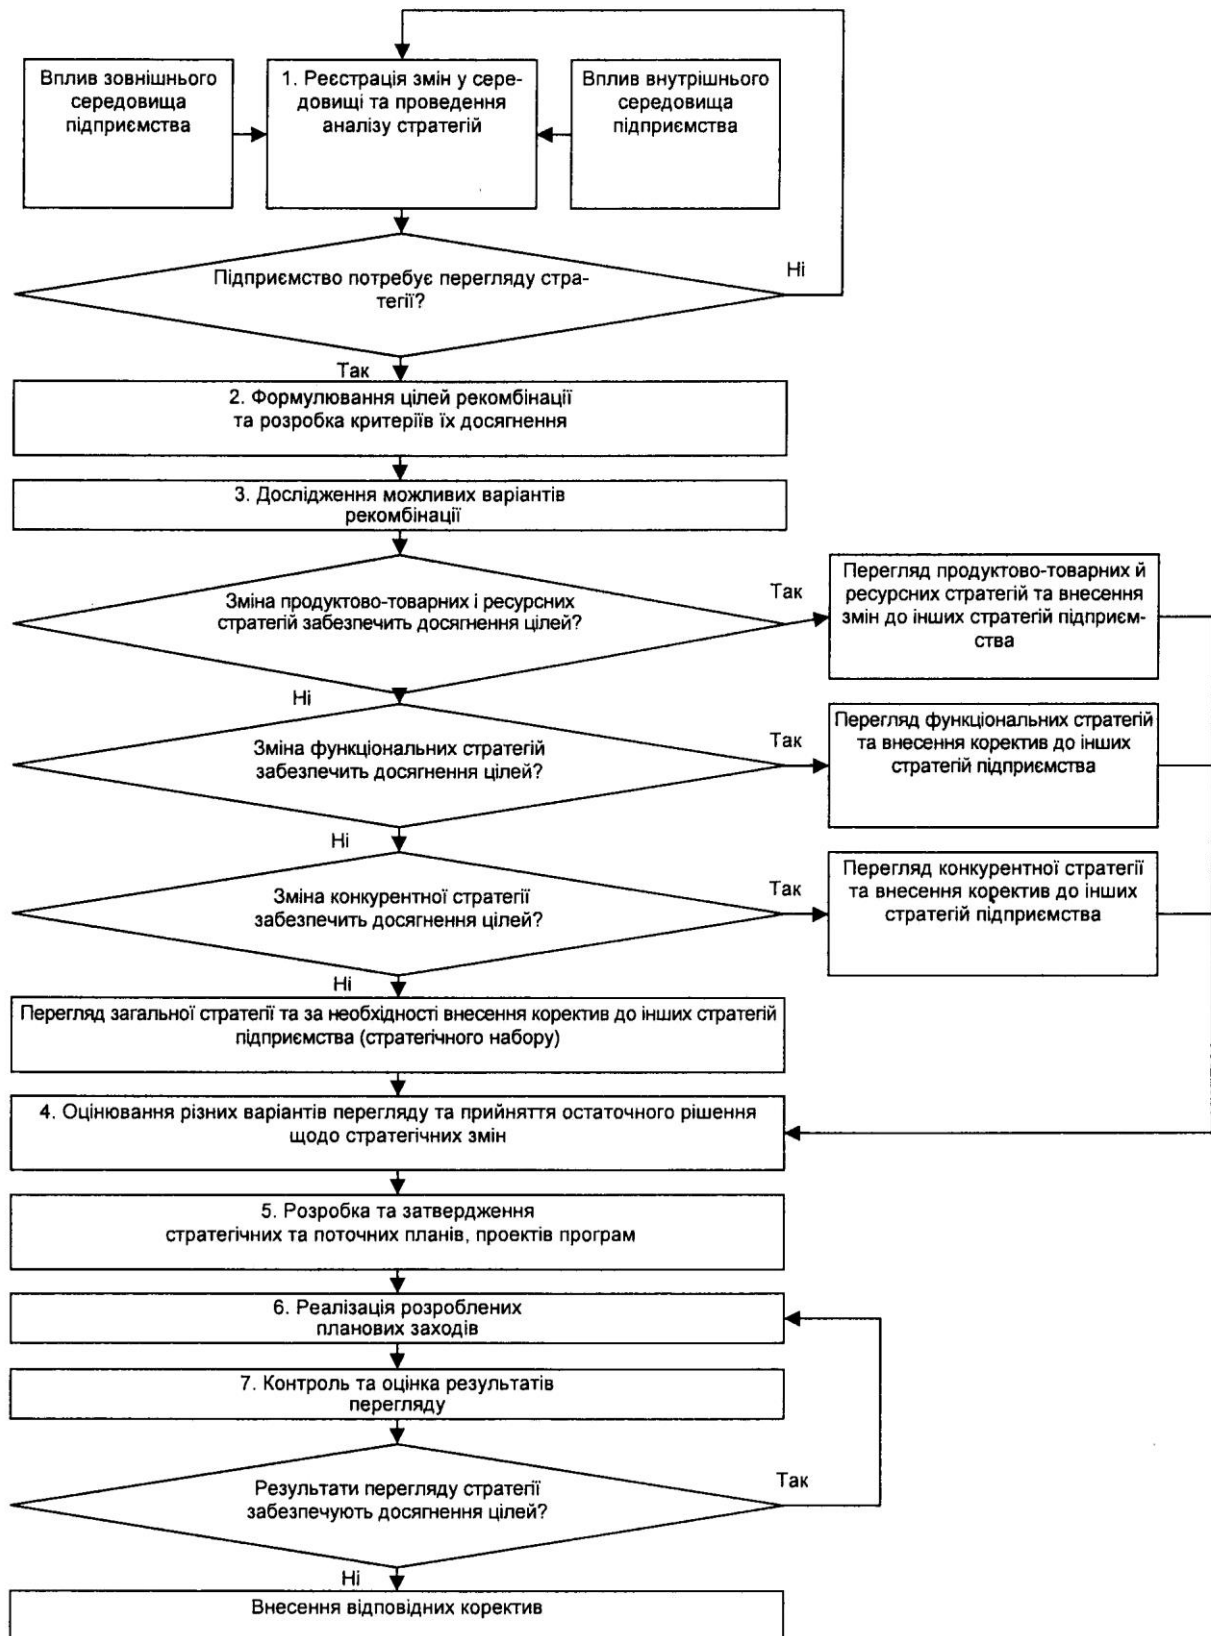 Вплив зовнішнього
середовища
підприємства
1. Реєстрація змін у сере-
довищі та проведення
аналізу стратегій
Вплив внутрішнього
середовища
підприємства
Підприємство потребує перегляду стра-
тегії?
Ні
Так
2. Формулювання цілей рекомбінації
та розробка критеріїв їх досягнення
3. Дослідження можливих варіантів
рекомбінації
Зміна продуктово-товарних і ресурсних
стратегій забезпечить досягнення цілей?
Так
Перегляд продуктово-товарних й
ресурсних стратегій та внесення
змін до інших стратегій підприєм-
ства
Ні
Зміна функціональних стратегій
забезпечить досягнення цілей?
Так
Перегляд функціональних стратегій
та внесення коректив до інших
стратегій підприємства
Ні
Зміна конкурентної стратегії
забезпечить досягнення цілей?
Так
Перегляд конкурентної стратегії
та внесення коректив до інших
стратегій підприємства
Ні
Перегляд загальної стратегії та за необхідності внесення коректив до інших стратегій
підприємства (стратегічного набору)
4. Оцінювання різних варіантів перегляду та прийняття остаточного рішення
щодо стратегічних змін
5. Розробка та затвердження
стратегічних та поточних планів, проектів програм
6. Реалізація розроблених
планових заходів
7. Контроль та оцінка результатів
перегляду
Результати перегляду стратегії
забезпечують досягнення цілей?
Так
Ні
Внесення відповідних коректив